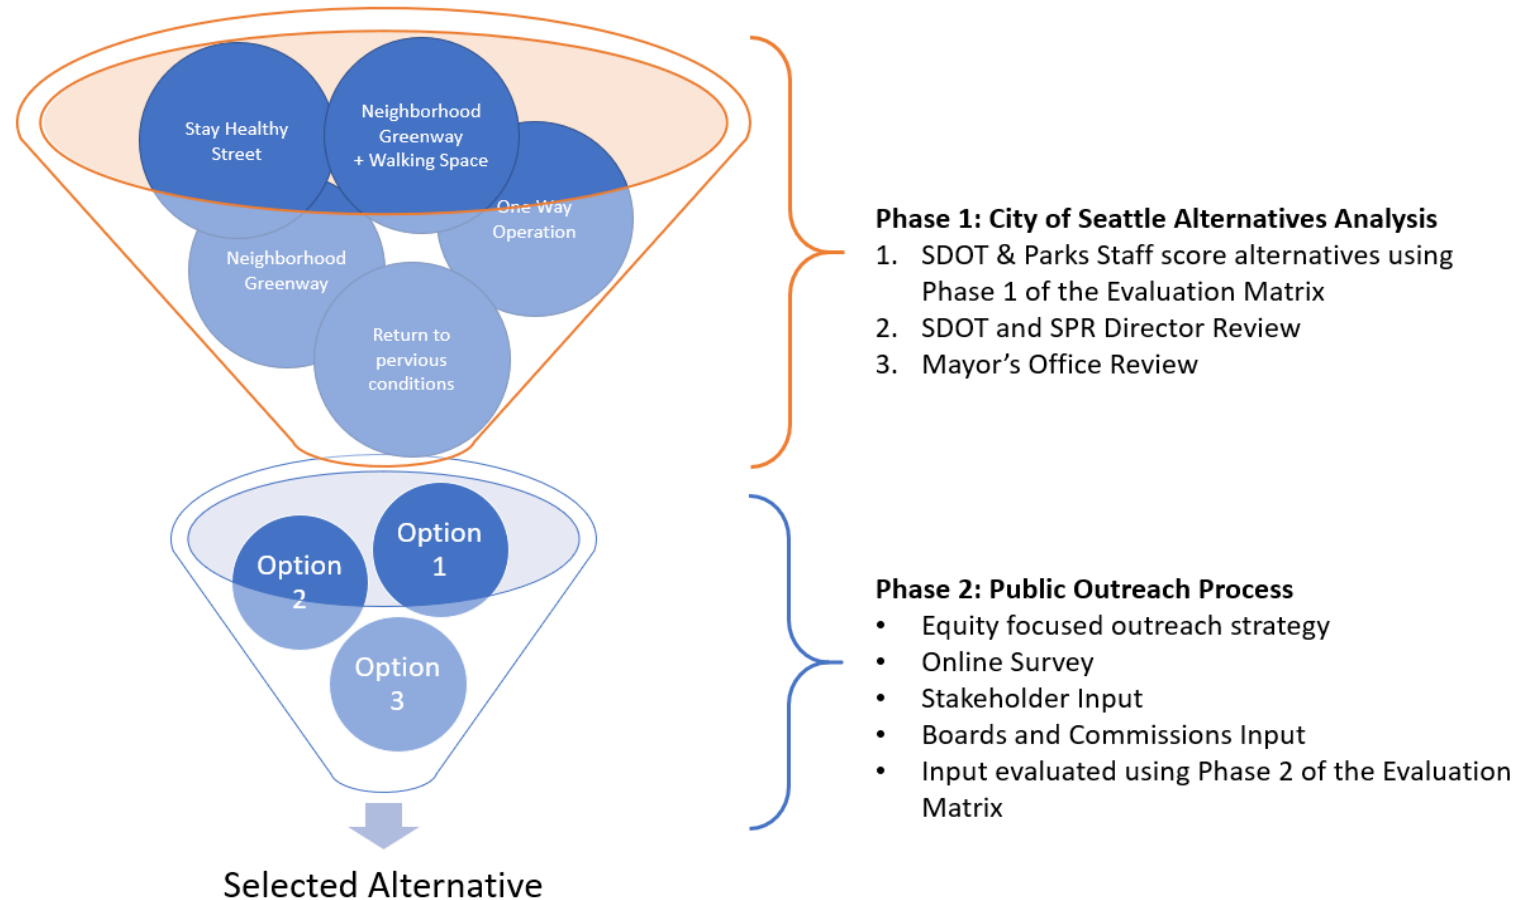 Stay Healthy
Street
Neighborhood
Greenway
+ Walking Space
One Way
Operation
Neighborhood
Greenway
Return to
pervious
conditions
Phase 1: City of Seattle Alternatives Analysis
1. SDOT & Parks Staff score alternatives using
Phase 1 of the Evaluation Matrix
2. SDOT and SPR Director Review
3. Mayor’s Office Review
Option
1
Option
2
Option
3
Phase 2: Public Outreach Process
• Equity focused outreach strategy
• Online Survey
• Stakeholder Input
• Boards and Commissions Input
• Input evaluated using Phase 2 of the Evaluation
Matrix
Selected Alternative